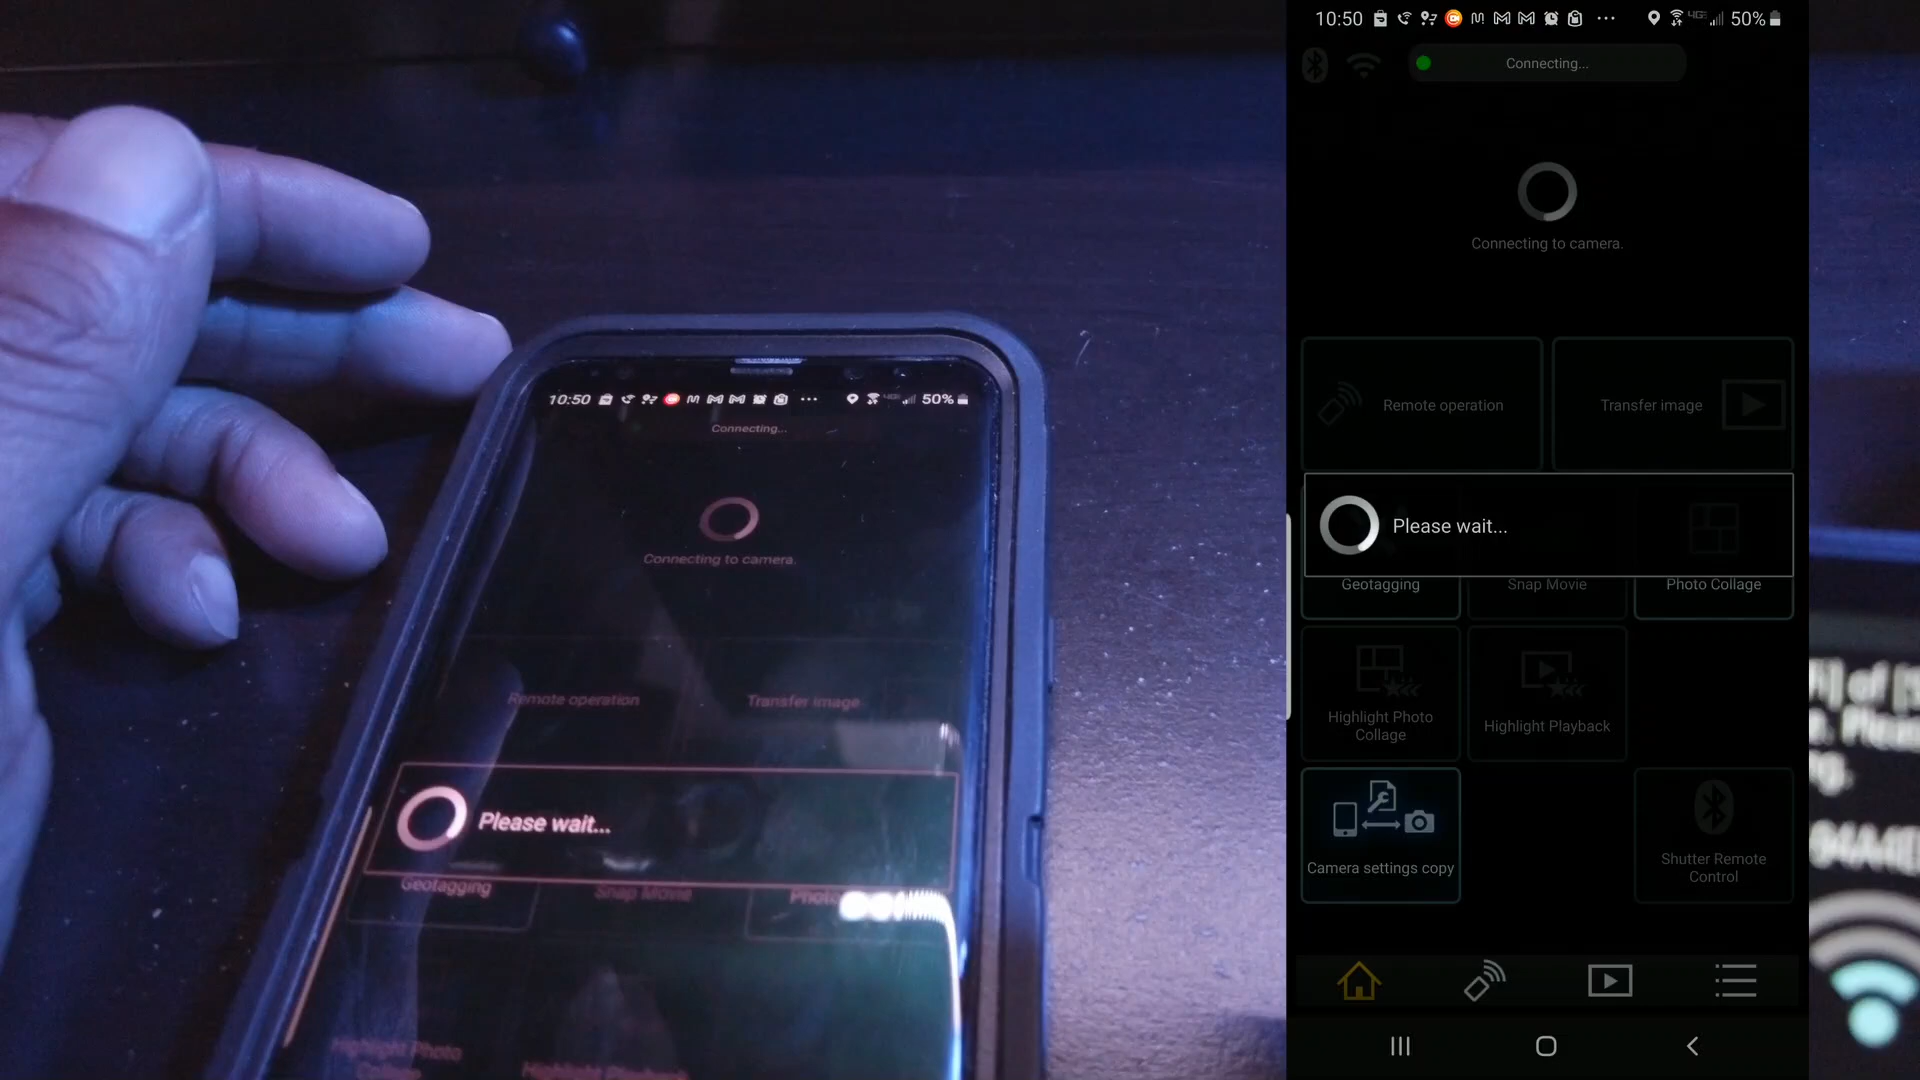 10:50
50%
Connecting...
Connecting to camera.
Remote operation
Transfer image
Please wait...
Geotagging
Snap Movie
Highlight Photo
10:50
4G
50%
Connecting...
Connecting to camera.
Remote operation
Transfer image
Please wait...
Geotagging
Snap Movie
Photo Collage
Highlight Photo
Collage
Highlight Playback
Camera settings copy
Shutter Remote
Control
of